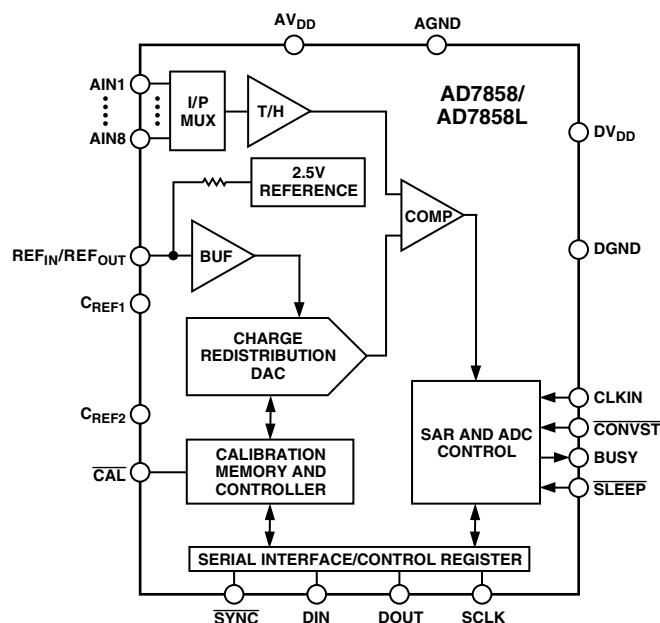 AVDD
AGND
AIN1
AIN8
I/P
MUX
T/H
AD7858/
AD7858L
DVDD
2.5V
REFERENCE
COMP
REFIN/REFOUT
BUF
DGND
CREF1
CHARGE
REDISTRIBUTION
DAC
CREF2
CAL
CALIBRATION
MEMORY AND
CONTROLLER
SAR AND ADC
CONTROL
CLKIN
CONVST
BUSY
SLEEP
SERIAL INTERFACE/CONTROL REGISTER
SYNC
DIN
DOUT
SCLK